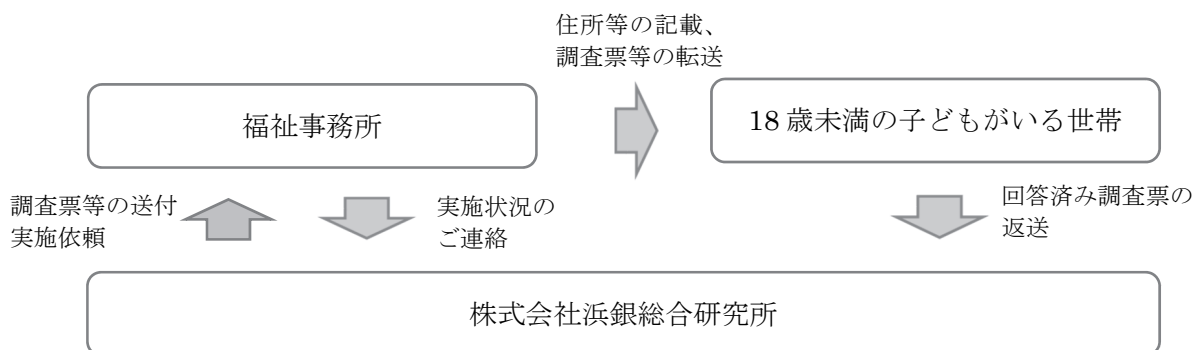 住所等の記載、
調査票等の転送
福祉事務所
18歳未満の子どもがいる世帯
調査票等の送付
実施依頼
実施状況の
ご連絡
回答済み調査票の
返送
株式会社浜銀総合研究所